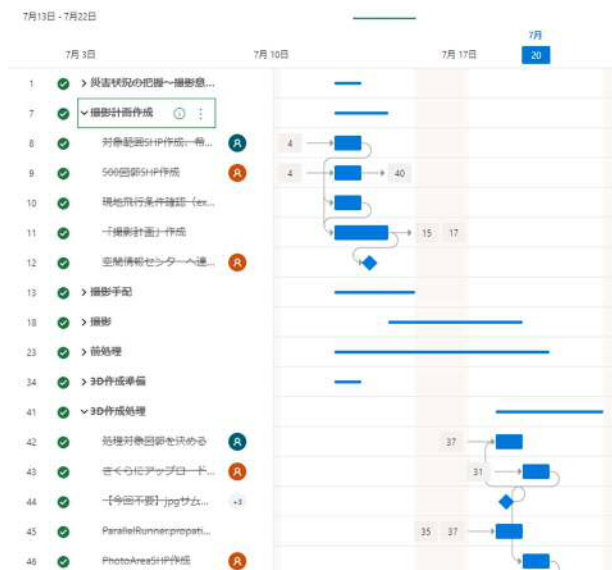 7月13日 - 7月22日
7月
7月 3日 7月 10日 7月 17日 20
1 災害状況の把握～撮影意...
7 撮影計画作成
8 対象範囲SHP作成、... 4
9 500図郭SHP作成 4 40
10 現地飛行条件確認（ex...
11 「撮影計画」作成 15 17
12 空間情報センターへ連...
13 撮影手配
18 撮影
23 前処理
34 3D作成準備
41 3D作成処理
42 処理対象図郭を決める 37
43 さくらにアップロード... 31
44 【今回不要】jpgサム... +3
45 ParallelRunner.propati... 35 37
46 PhotoAreaSHP作成